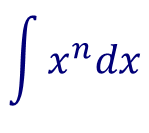 ∫ xⁿ dx